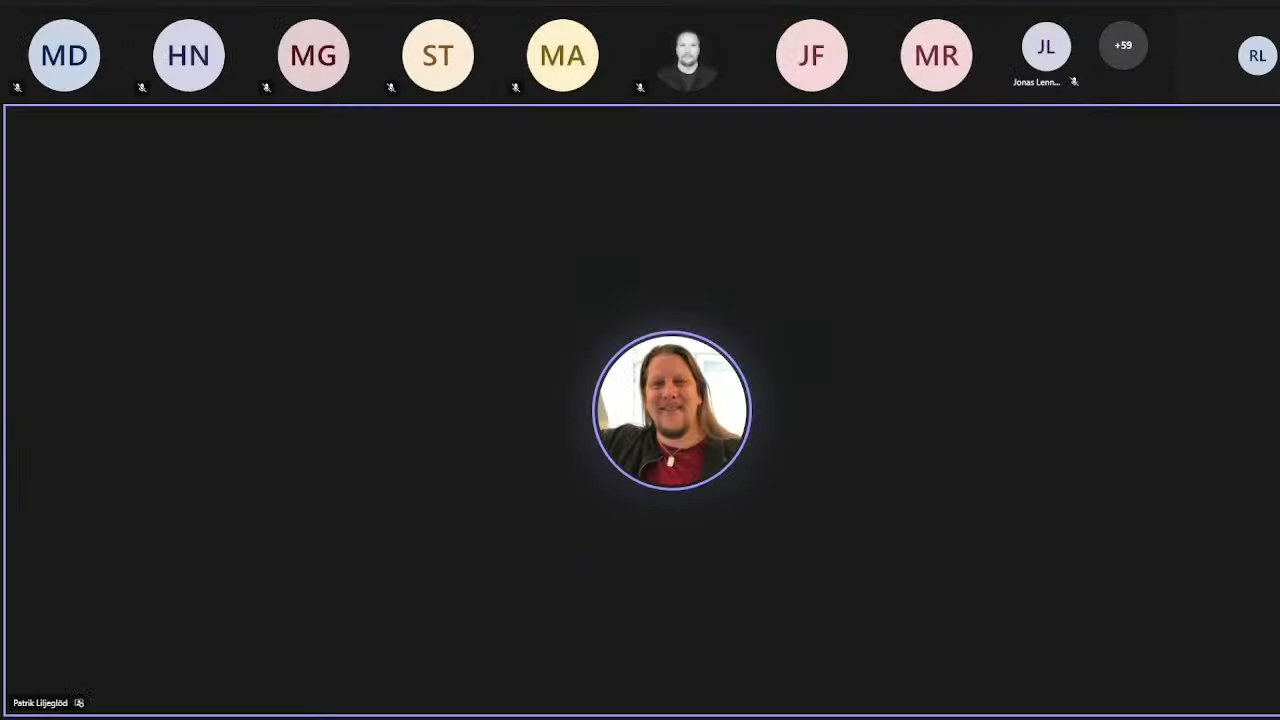 MD
HN
MG
ST
MA
JF
MR
JL
+59
RL
Jonas Lenn...
Patrik Liljeglöd